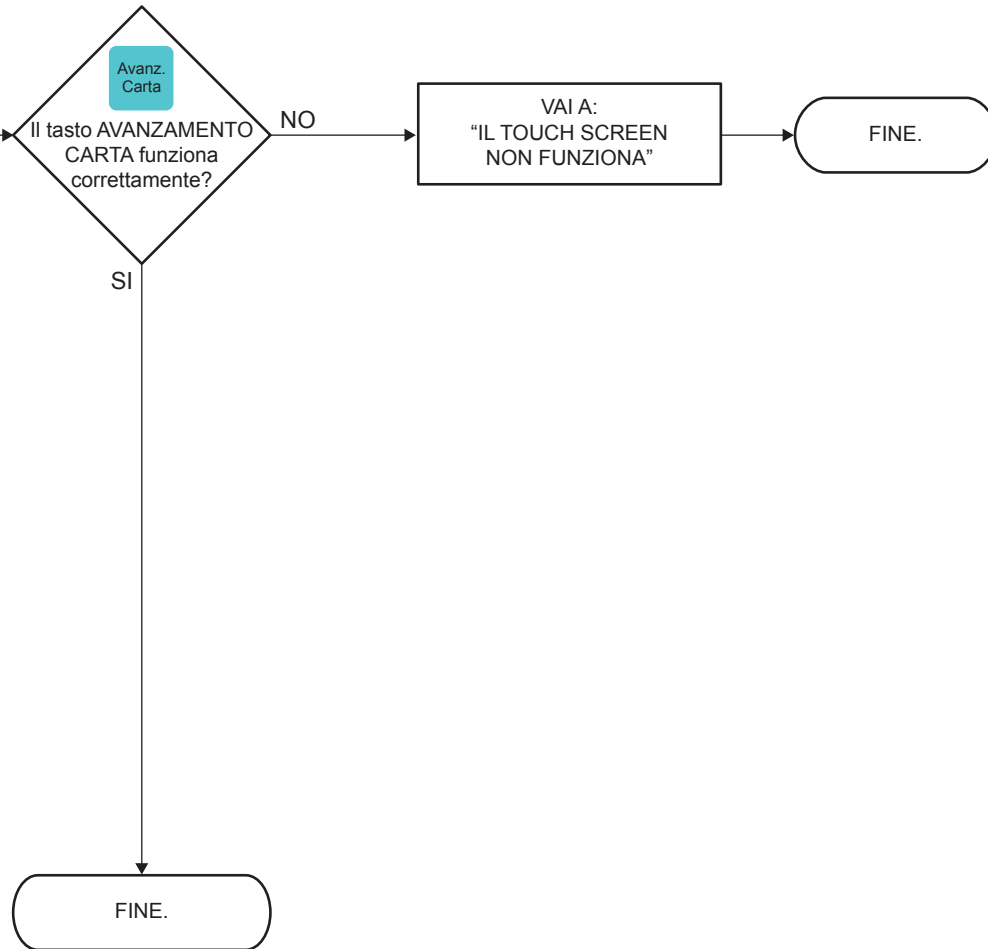 Avanz.
Carta
Il tasto AVANZAMENTO
CARTA funziona
correttamente?
NO
VAI A:
“IL TOUCH SCREEN
NON FUNZIONA”
FINE.
SI
FINE.